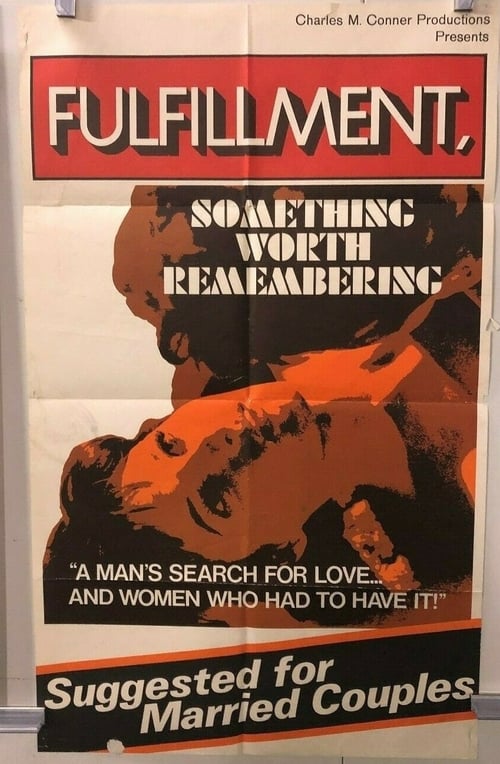 Charles M. Conner Productions
Presents
FULFILLMENT,
SOMETHING
WORTH
REMEMBERING
"A MAN'S SEARCH FOR LOVE...
AND WOMEN WHO HAD TO HAVE IT!"
Suggested for
Married Couples